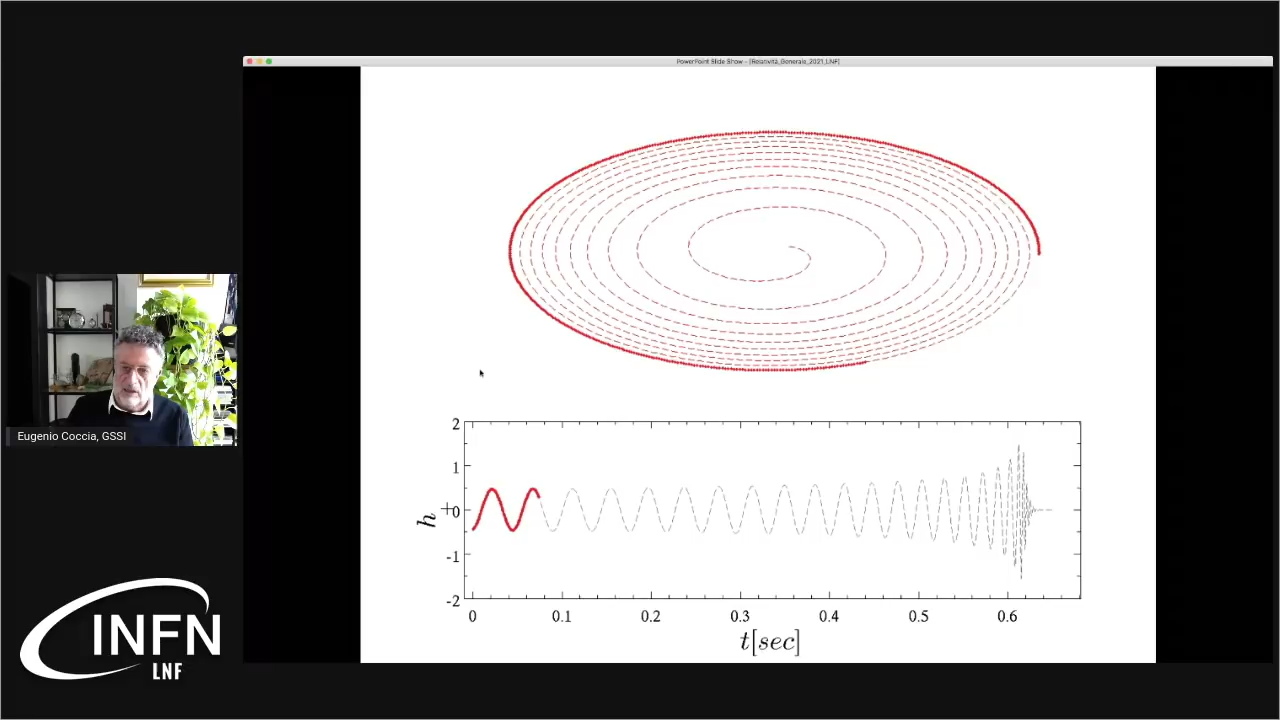 PowerPoint Slide Show - [Relatività_Generale_2021_LNF]
2
1
0
-1
-2
h +
0 0.1 0.2 0.3 0.4 0.5 0.6
t[sec]
Eugenio Coccia, GSSI
INFN
LNF